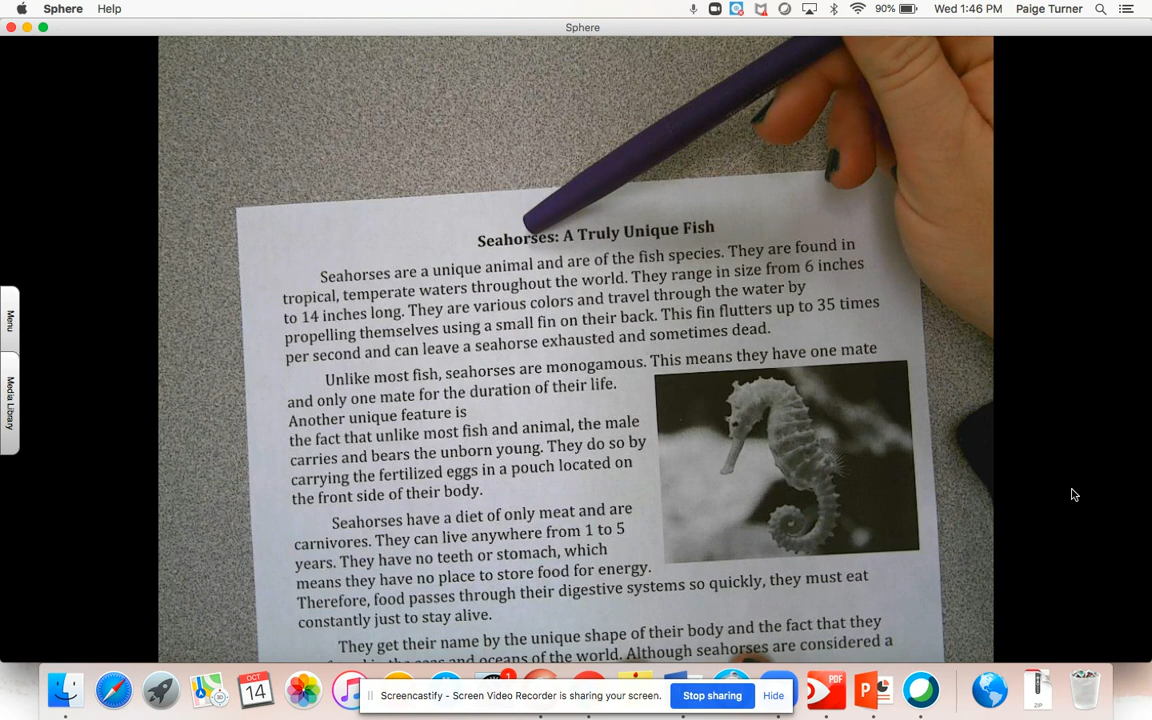 Sphere Help
90% Wed 1:46 PM Paige Turner
Sphere
Menu
Media Library
Seahorses: A Truly Unique Fish
Seahorses are a unique animal and are of the fish species. They are found in
tropical, temperate waters throughout the world. They range in size from 6 inches
to 14 inches long. They are various colors and travel through the water by
propelling themselves using a small fin on their back. This fin flutters up to 35 times
per second and can leave a seahorse exhausted and sometimes dead.
Unlike most fish, seahorses are monogamous. This means they have one mate
and only one mate for the duration of their life.
Another unique feature is
the fact that unlike most fish and animal, the male
carries and bears the unborn young. They do so by
carrying the fertilized eggs in a pouch located on
the front side of their body.
Seahorses have a diet of only meat and are
carnivores. They can live anywhere from 1 to 5
years. They have no teeth or stomach, which
means they have no place to store food for energy.
Therefore, food passes through their digestive systems so quickly, they must eat
constantly just to stay alive.
They get their name by the unique shape of their body and the fact that they
and oceans of the world. Although seahorses are considered a
OCT
14
1
Screencastify - Screen Video Recorder is sharing your screen. Stop sharing Hide
PDF
P
ZIP